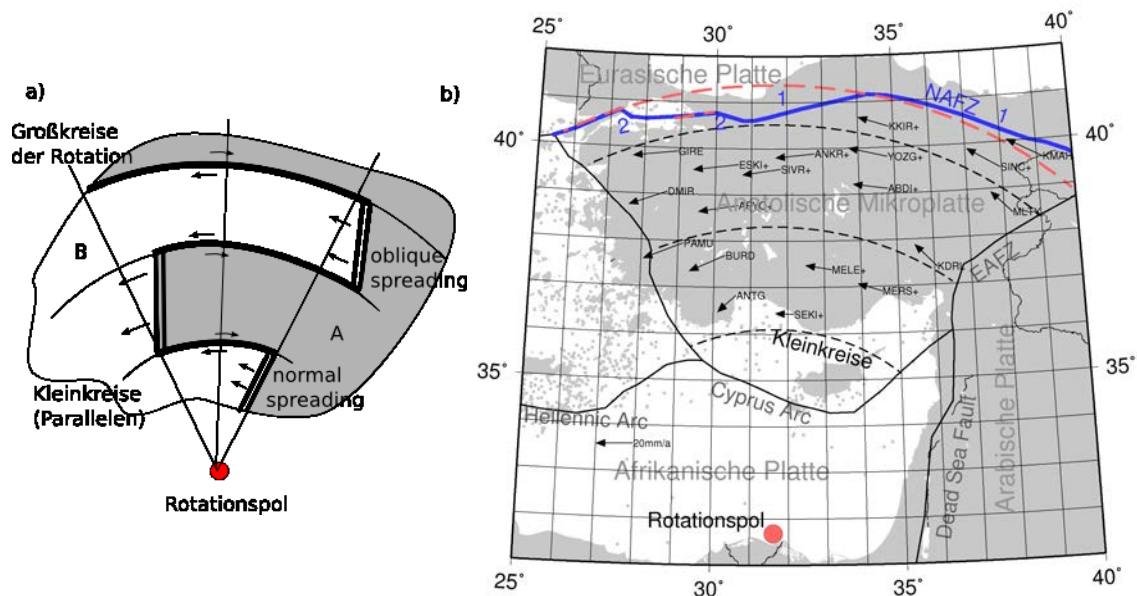 a)
Großkreise
der Rotation
B
oblique
spreading
A
normal
spreading
Kleinkreise
(Parallelen)
Rotationspol
b)
25°
30°
35°
40°
Eurasische Platte
NAFZ
1
1
2
2
40°
40°
KKIR+
GIRE
ANKR+
YOZG+
KMAH
SINC+
ESKI+
SIVR+
ABDI+
DMIR
MLTY
Anatolische Mikroplatte
PAMU
BURD
KDRL
EAFZ
MELE+
MERS+
ANTG
SEKI+
Kleinkreise
35°
35°
Cyprus Arc
Hellennic Arc
20mm/a
Afrikanische Platte
Dead Sea Fault
Arabische Platte
Rotationspol
25°
30°
35°
40°